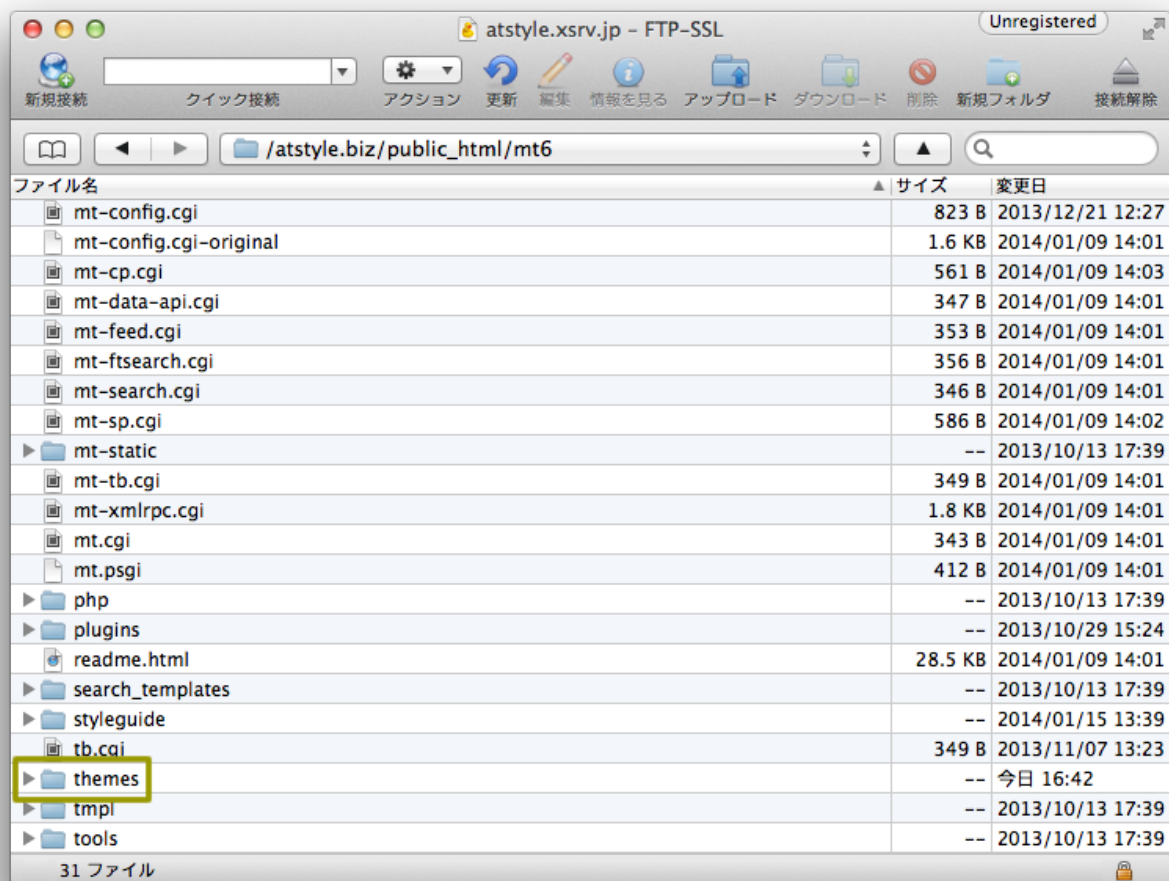 atstyle.xsrv.jp – FTP-SSL
Unregistered
新規接続 クイック接続 アクション 更新 編集 情報を見る アップロード ダウンロード 削除 新規フォルダ 接続解除
/atstyle.biz/public_html/mt6
ファイル名 サイズ 変更日
mt-config.cgi 823 B 2013/12/21 12:27
mt-config.cgi-original 1.6 KB 2014/01/09 14:01
mt-cp.cgi 561 B 2014/01/09 14:03
mt-data-api.cgi 347 B 2014/01/09 14:01
mt-feed.cgi 353 B 2014/01/09 14:01
mt-ftsearch.cgi 356 B 2014/01/09 14:01
mt-search.cgi 346 B 2014/01/09 14:01
mt-sp.cgi 586 B 2014/01/09 14:02
mt-static -- 2013/10/13 17:39
mt-tb.cgi 349 B 2014/01/09 14:01
mt-xmlrpc.cgi 1.8 KB 2014/01/09 14:01
mt.cgi 343 B 2014/01/09 14:01
mt.psgi 412 B 2014/01/09 14:01
php -- 2013/10/13 17:39
plugins -- 2013/10/29 15:24
readme.html 28.5 KB 2014/01/09 14:01
search_templates -- 2013/10/13 17:39
styleguide -- 2014/01/15 13:39
tb.cgi 349 B 2013/11/07 13:23
themes -- 今日 16:42
tmpl -- 2013/10/13 17:39
tools -- 2013/10/13 17:39
31 ファイル